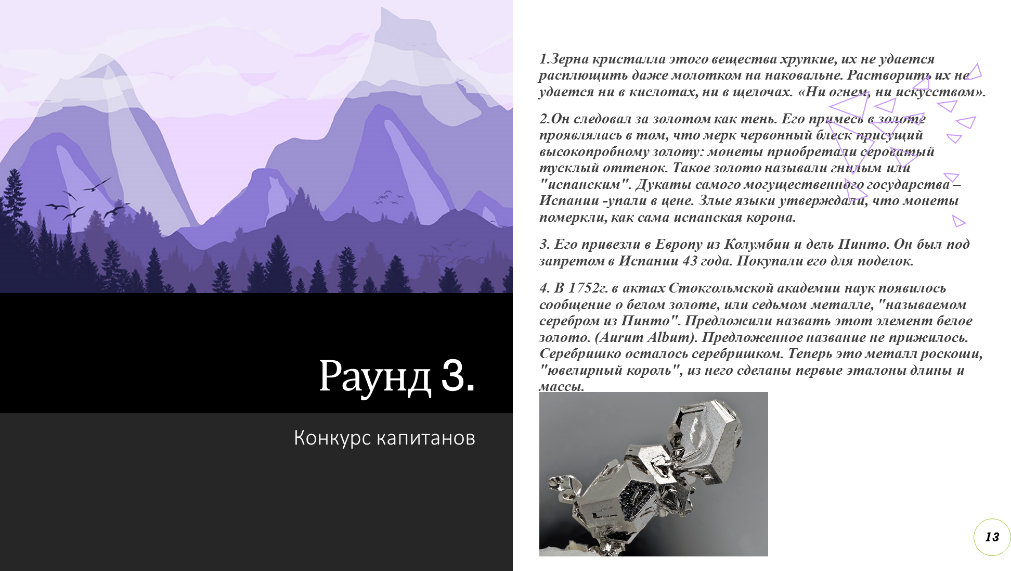 Раунд 3.
Конкурс капитанов
1.Зерна кристалла этого вещества хрупкие, их не удается
расплющить даже молотком на наковальне. Растворить их не
удается ни в кислотах, ни в щелочах. «Ни огнем, ни искусством».
2.Он следовал за золотом как тень. Его примесь в золоте
проявлялась в том, что мерк червонный блеск присущий
высокопробному золоту: монеты приобретали сероватый
тусклый оттенок. Такое золото называли гнилым или
"испанским". Дукаты самого могущественного государства –
Испании -упали в цене. Злые языки утверждали, что монеты
померкли, как сама испанская корона.
3. Его привезли в Европу из Колумбии и дель Пинто. Он был под
запретом в Испании 43 года. Покупали его для поделок.
4. В 1752г. в актах Стокгольмской академии наук появилось
сообщение о белом золоте, или седьмом металле, "называемом
серебром из Пинто". Предложили назвать этот элемент белое
золото. (Aurum Album). Предложенное название не прижилось.
Серебришко осталось серебришком. Теперь это металл роскоши,
"ювелирный король", из него сделаны первые эталоны длины и
массы.
13